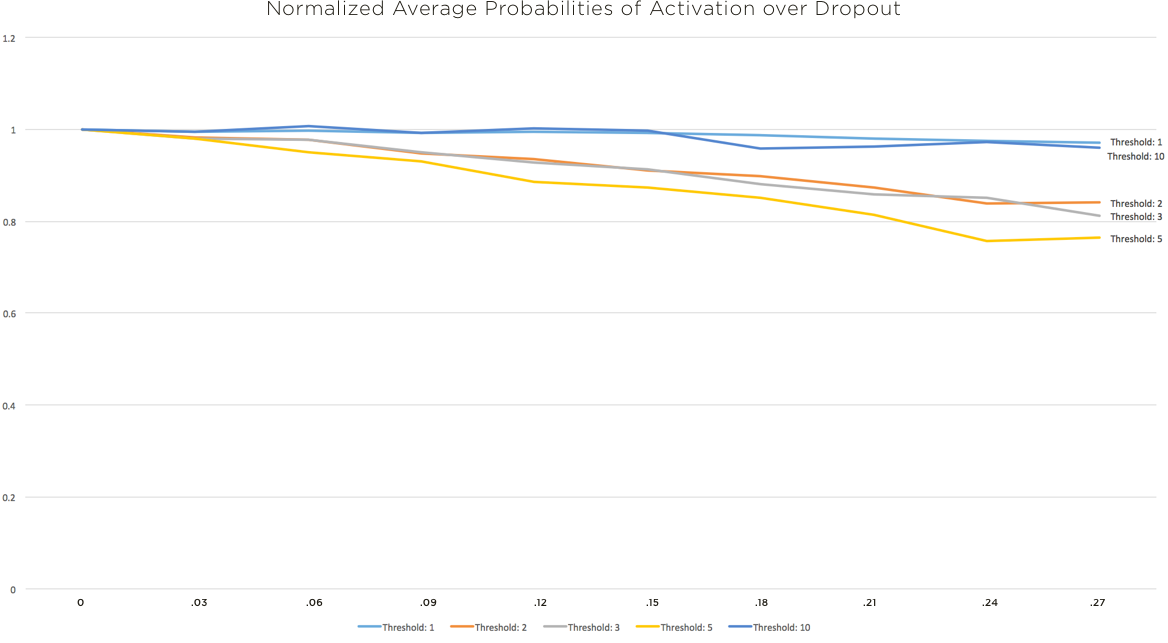 Normalized Average Probabilities of Activation over Dropout
1.2
1
0.8
0.6
0.4
0.2
0
Threshold: 1
Threshold: 10
Threshold: 2
Threshold: 3
Threshold: 5
0 .03 .06 .09 .12 .15 .18 .21 .24 .27
Threshold: 1 Threshold: 2 Threshold: 3 Threshold: 5 Threshold: 10